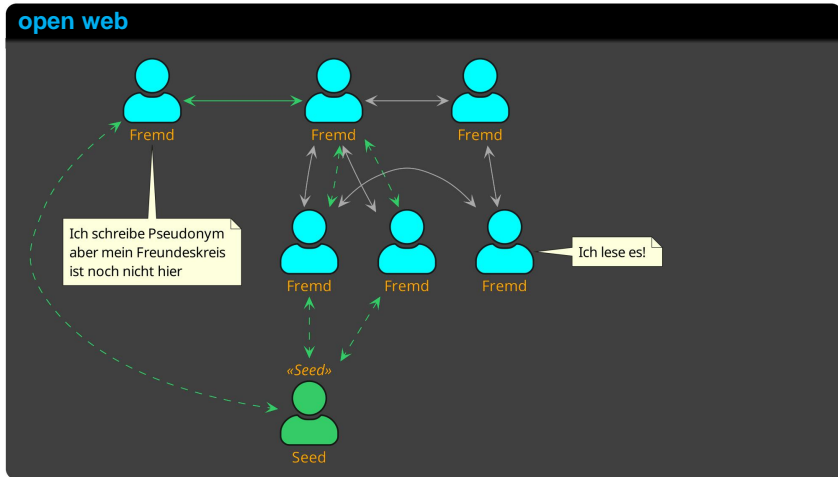 open web
Fremd
Fremd
Fremd
Ich schreibe Pseudonym
aber mein Freundeskreis
ist noch nicht hier
Ich lese es!
Fremd
Fremd
Fremd
«Seed»
Seed